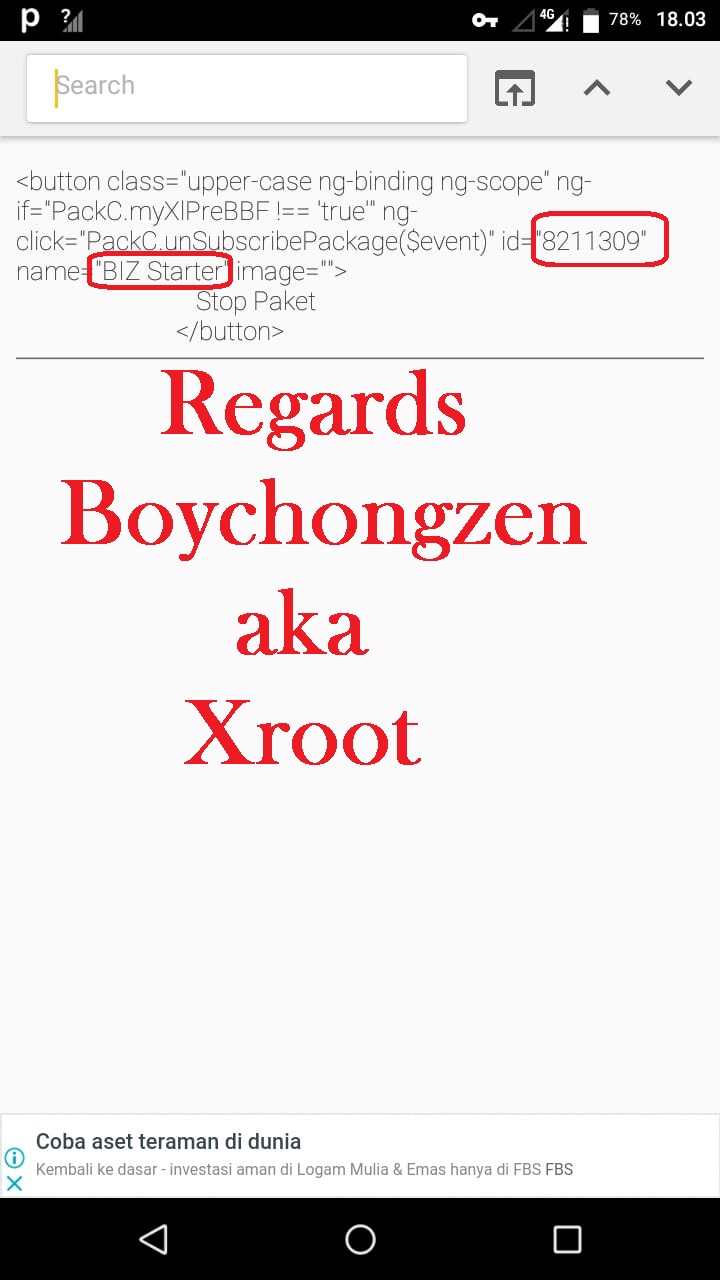 78% 18.03
4G
Search
<button class="upper-case ng-binding ng-scope" ng-
if="PackC.myXlPreBBF !== 'true'" ng-
click="PackC.unSubscribePackage($event)" id="8211309"
name="BIZ Starter" image="">
Stop Paket
</button>
Regards
Boychongzen
aka
Xroot
Coba aset teraman di dunia
Kembali ke dasar - investasi aman di Logam Mulia & Emas hanya di FBS FBS